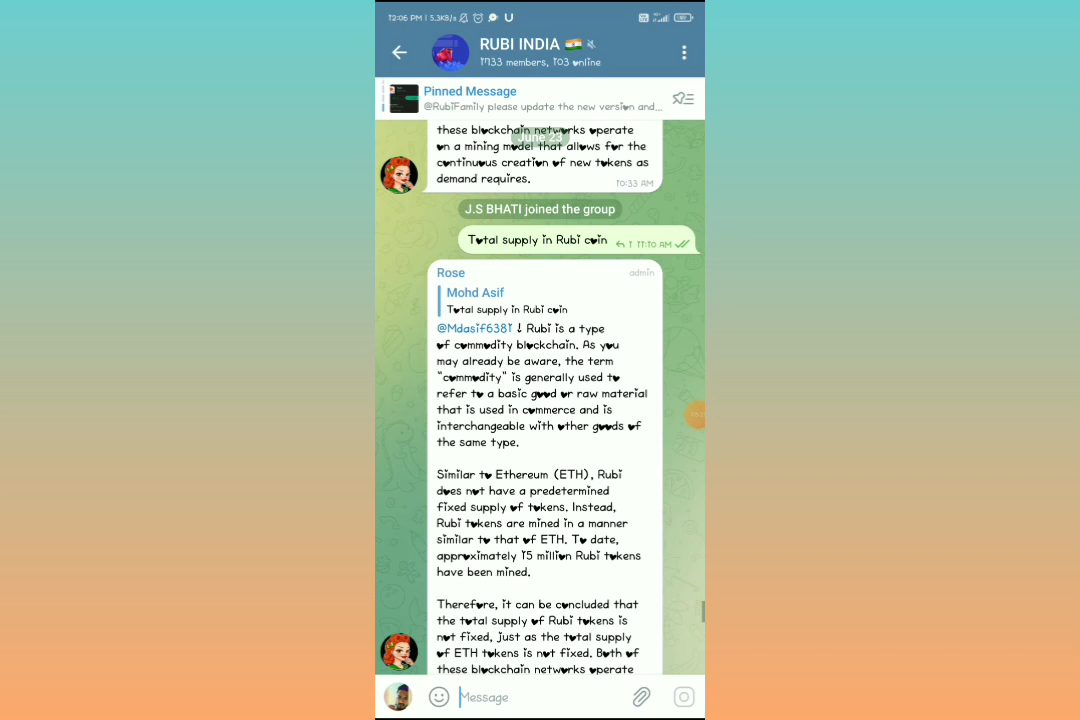 12:06 PM | 5.3KB/s
RUBI INDIA
1733 members, 103 online
Pinned Message
@RubiFamily please update the new version and...
these blockchain networks operate
June 23
on a mining model that allows for the
continuous creation of new tokens as
demand requires.
10:33 AM
J.S BHATI joined the group
Total supply in Rubi coin
1 11:10 AM
Rose
admin
Mohd Asif
Total supply in Rubi coin
@Mdasif6381 ↓ Rubi is a type
of commodity blockchain. As you
may already be aware, the term
"commodity" is generally used to
refer to a basic good or raw material
that is used in commerce and is
interchangeable with other goods of
the same type.
Similar to Ethereum (ETH), Rubi
does not have a predetermined
fixed supply of tokens. Instead,
Rubi tokens are mined in a manner
similar to that of ETH. To date,
approximately 15 million Rubi tokens
have been mined.
Therefore, it can be concluded that
the total supply of Rubi tokens is
not fixed, just as the total supply
of ETH tokens is not fixed. Both of
these blockchain networks operate
Message